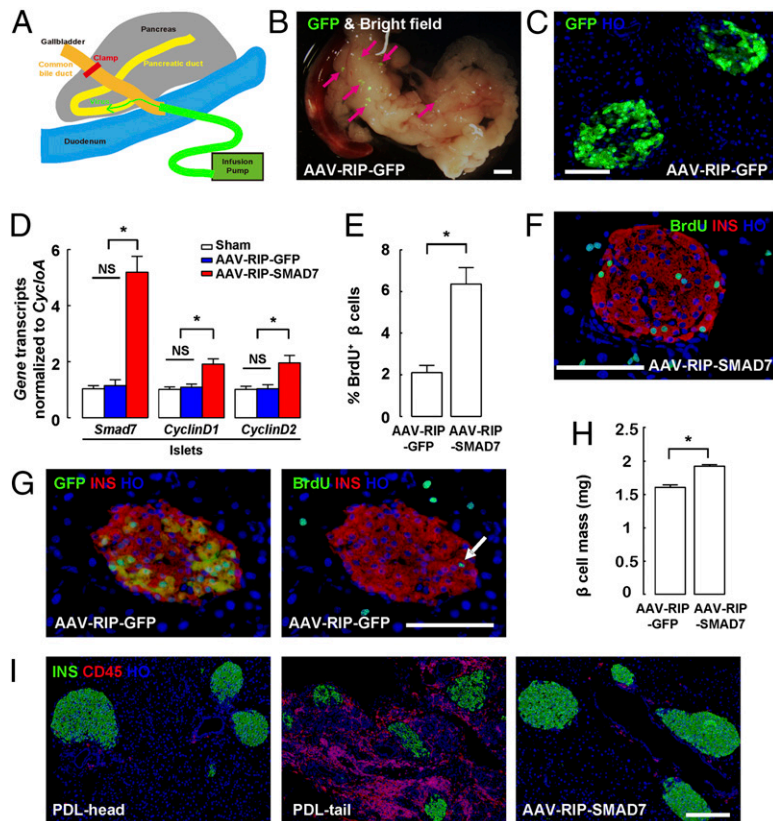 A
Gallbladder
Pancreas
Common
bile duct
Clamp
Pancreatic duct
Duodenum
Infusion
Pump
B
GFP & Bright field
AAV-RIP-GFP
C
GFP HO
AAV-RIP-GFP
D
Gene transcripts
normalized to CycloA
6
4
2
0
Sham
AAV-RIP-GFP
AAV-RIP-SMAD7
NS
*
NS
*
NS
*
Smad7
CyclinD1
CyclinD2
Islets
E
% BrdU+ β cells
8
6
4
2
0
*
AAV-RIP
-GFP
AAV-RIP
-SMAD7
F
BrdU INS HO
AAV-RIP-SMAD7
G
GFP INS HO
AAV-RIP-GFP
BrdU INS HO
AAV-RIP-GFP
H
β cell mass (mg)
2.5
2
1.5
1
0
*
AAV-RIP
-GFP
AAV-RIP
-SMAD7
I
INS CD45 HO
PDL-head
PDL-tail
AAV-RIP-SMAD7